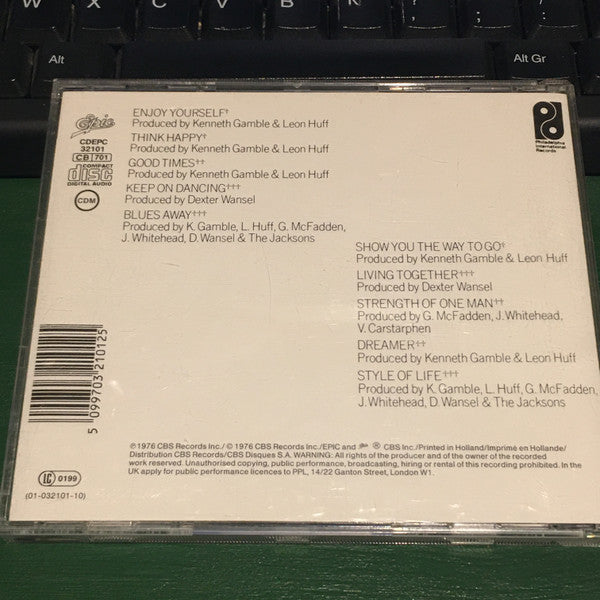 W X C V B N
Alt
Alt Gr
Epic
CDEPC
32101
CB 701
COMPACT
disc
DIGITAL AUDIO
CDM
ENJOY YOURSELF†
Produced by Kenneth Gamble & Leon Huff
THINK HAPPY†
Produced by Kenneth Gamble & Leon Huff
GOOD TIMES††
Produced by Kenneth Gamble & Leon Huff
KEEP ON DANCING†††
Produced by Dexter Wansel
BLUES AWAY†††
Produced by K. Gamble, L. Huff, G. McFadden,
J. Whitehead, D. Wansel & The Jacksons
Philadelphia
International
Records
SHOW YOU THE WAY TO GO†
Produced by Kenneth Gamble & Leon Huff
LIVING TOGETHER†††
Produced by Dexter Wansel
STRENGTH OF ONE MAN††
Produced by G. McFadden, J. Whitehead,
V. Carstarphen
DREAMER††
Produced by Kenneth Gamble & Leon Huff
STYLE OF LIFE†††
Produced by K. Gamble, L. Huff, G. McFadden,
J. Whitehead, D. Wansel & The Jacksons
5 099703 210125
℗ 1976 CBS Records Inc./ © 1976 CBS Records Inc./EPIC and ® CBS Inc./Printed in Holland/Imprimé en Hollande/
Distribution CBS Records/CBS Disques S.A. WARNING: All rights of the producer and of the owner of the recorded
work reserved. Unauthorised copying, public performance, broadcasting, hiring or rental of this recording prohibited. In the
UK apply for public performance licences to PPL, 14/22 Ganton Street, London W1.
LC 0199
(01-032101-10)